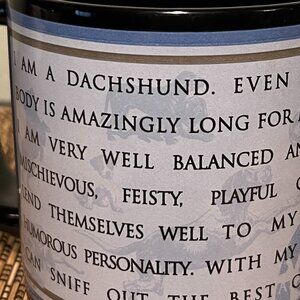 I AM A DACHSHUND. EVEN
BODY IS AMAZINGLY LONG FOR
I AM VERY WELL BALANCED
MISCHIEVOUS, FEISTY, PLAYFUL
LEND THEMSELVES WELL TO MY
HUMOROUS PERSONALITY. WITH MY
CAN SNIFF OUT THE BEST